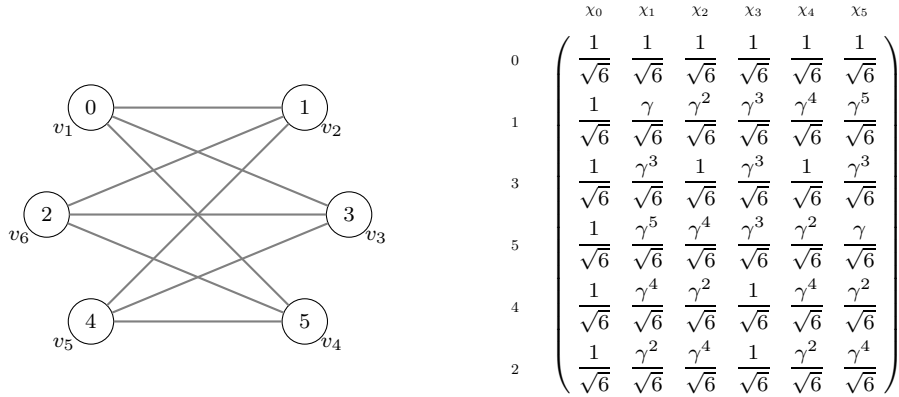 0 1
v₁ v₂
2 3
v₆ v₃
4 5
v₅ v₄
χ₀ χ₁ χ₂ χ₃ χ₄ χ₅
0 1/√6 1/√6 1/√6 1/√6 1/√6 1/√6
1 1/√6 γ/√6 γ²/√6 γ³/√6 γ⁴/√6 γ⁵/√6
3 1/√6 γ³/√6 1/√6 γ³/√6 1/√6 γ³/√6
5 1/√6 γ⁵/√6 γ⁴/√6 γ³/√6 γ²/√6 γ/√6
4 1/√6 γ⁴/√6 γ²/√6 1/√6 γ⁴/√6 γ²/√6
2 1/√6 γ²/√6 γ⁴/√6 1/√6 γ²/√6 γ⁴/√6